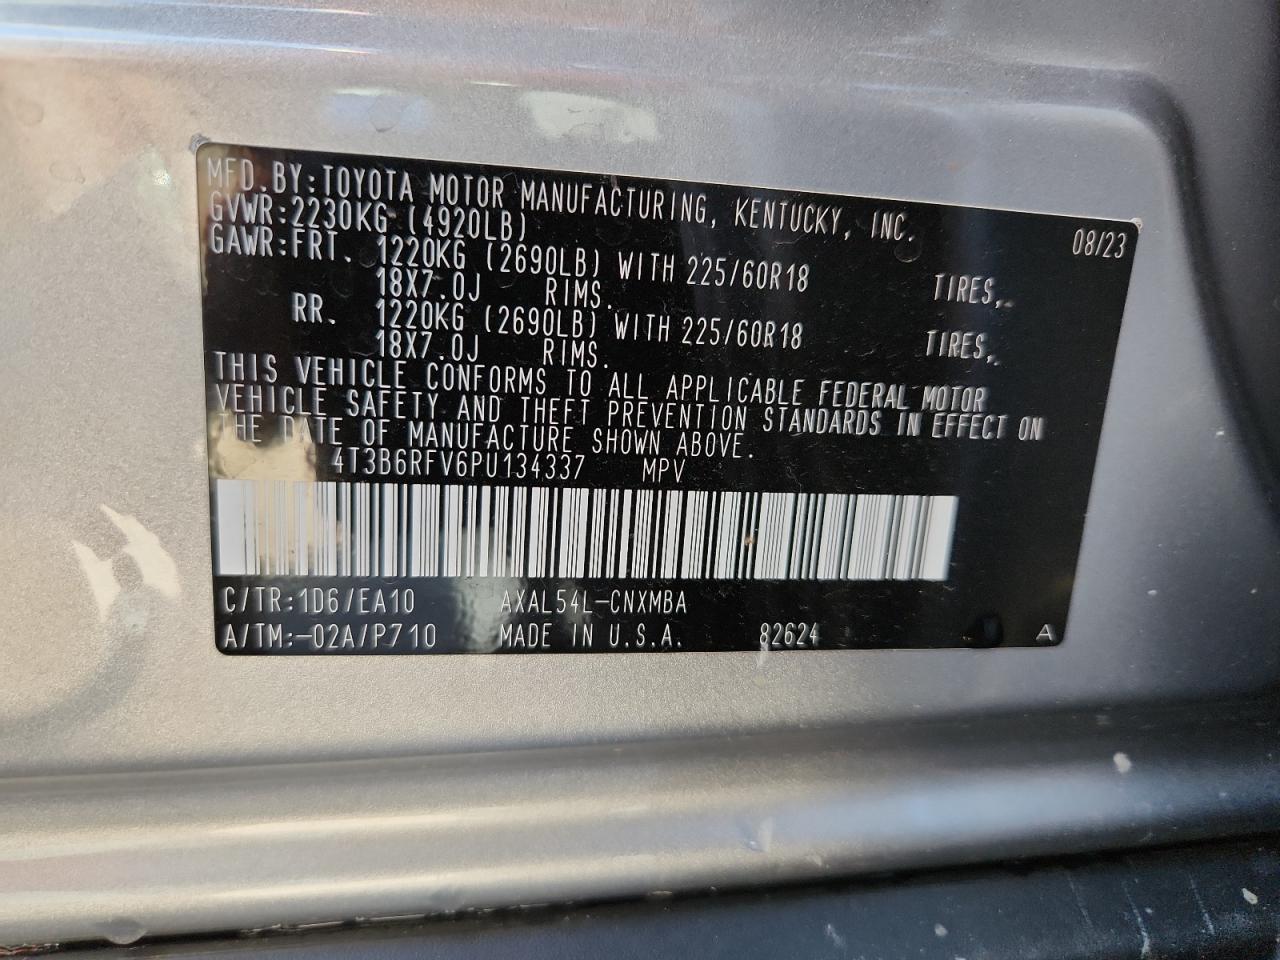 MFD.BY:TOYOTA MOTOR MANUFACTURING, KENTUCKY, INC.
GVWR:2230KG (4920LB) 08/23
GAWR:FRT. 1220KG (2690LB) WITH 225/60R18 TIRES,
18X7.0J RIMS.
RR. 1220KG (2690LB) WITH 225/60R18 TIRES,
18X7.0J RIMS.
THIS VEHICLE CONFORMS TO ALL APPLICABLE FEDERAL MOTOR
VEHICLE SAFETY AND THEFT PREVENTION STANDARDS IN EFFECT ON
THE DATE OF MANUFACTURE SHOWN ABOVE.
4T3B6RFV6PU134337 MPV
C/TR:1D6/EA10 AXAL54L-CNXMBA
A/TM:-02A/P710 MADE IN U.S.A. 82624 A